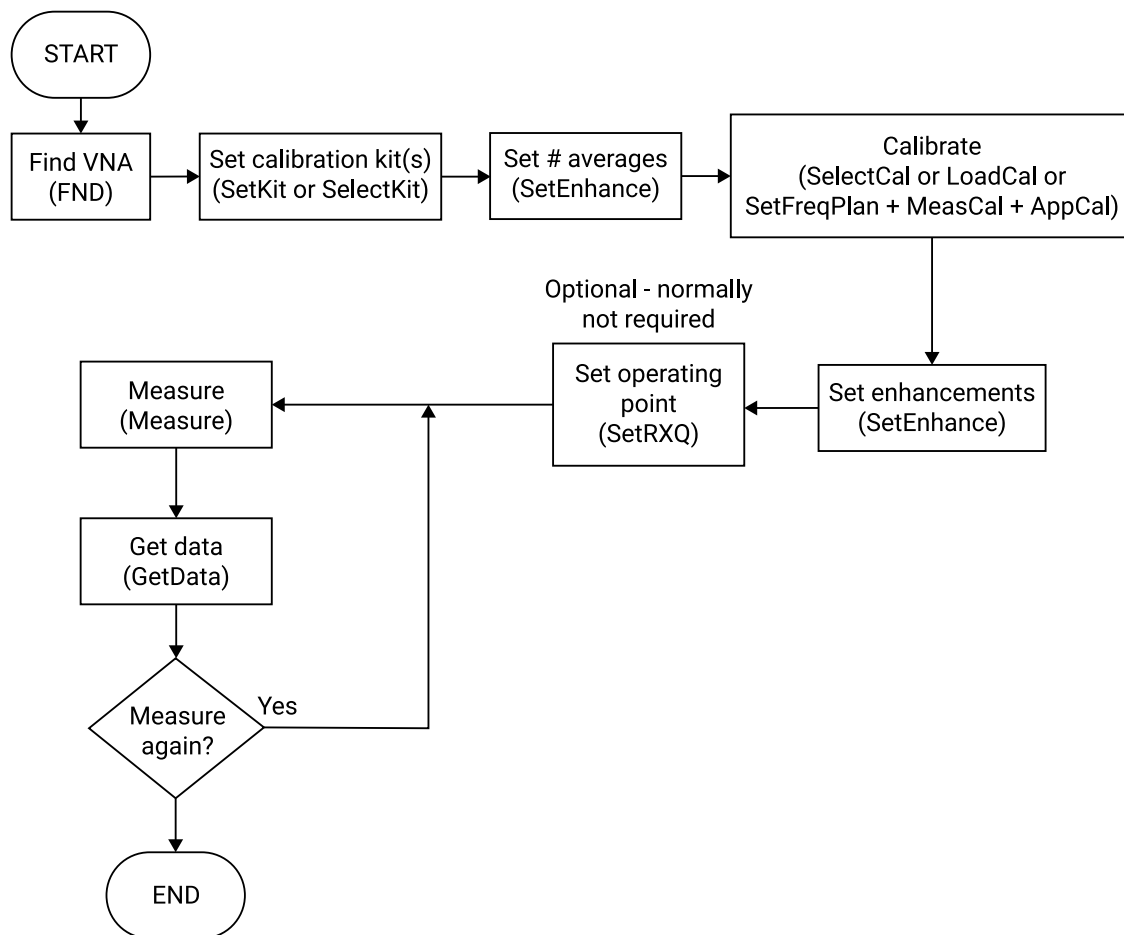 START
Find VNA
(FND)
Set calibration kit(s)
(SetKit or SelectKit)
Set # averages
(SetEnhance)
Calibrate
(SelectCal or LoadCal or
SetFreqPlan + MeasCal + AppCal)
Set enhancements
(SetEnhance)
Optional - normally
not required
Set operating
point
(SetRXQ)
Measure
(Measure)
Get data
(GetData)
Measure
again?
Yes
END